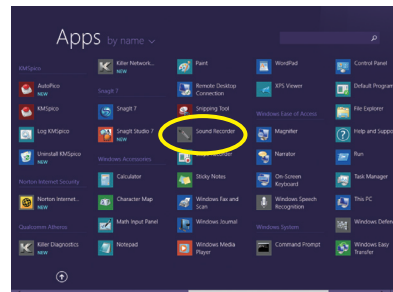 Apps by name
KMSpico
AutoPico
NEW
KMSpico
Log KMSpico
Uninstall KMSpico
NEW
Norton Internet Security
Norton Internet...
NEW
Qualcomm Atheros
Killer Diagnostics
NEW
Killer Network...
NEW
SnagIt 7
SnagIt 7
SnagIt Studio 7
NEW
Windows Accessories
Calculator
Character Map
Math Input Panel
Notepad
Paint
Remote Desktop
Connection
Snipping Tool
Sound Recorder
Sticky Notes
Windows Fax and
Scan
Windows Journal
Windows Media
Player
WordPad
XPS Viewer
Windows Ease of Access
Magnifier
Narrator
On-Screen
Keyboard
Windows Speech
Recognition
Windows System
Command Prompt
Control Panel
Default Program
File Explorer
Help and Suppo
Run
Task Manager
This PC
Windows Defen
Windows Easy
Transfer